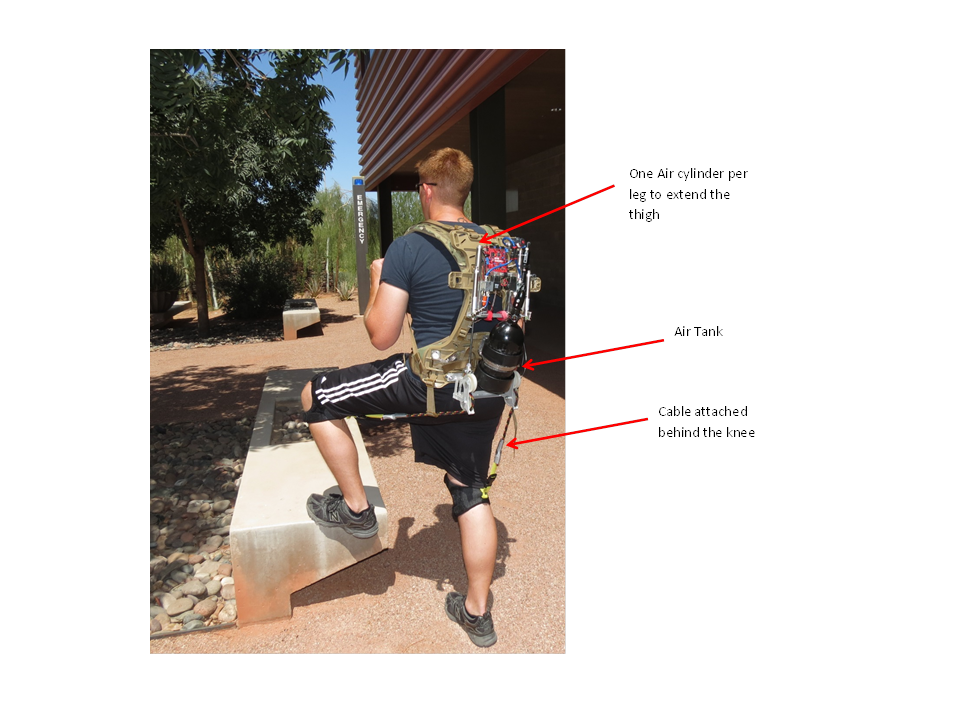 EMERGENCY
One Air cylinder per
leg to extend the
thigh
Air Tank
Cable attached
behind the knee